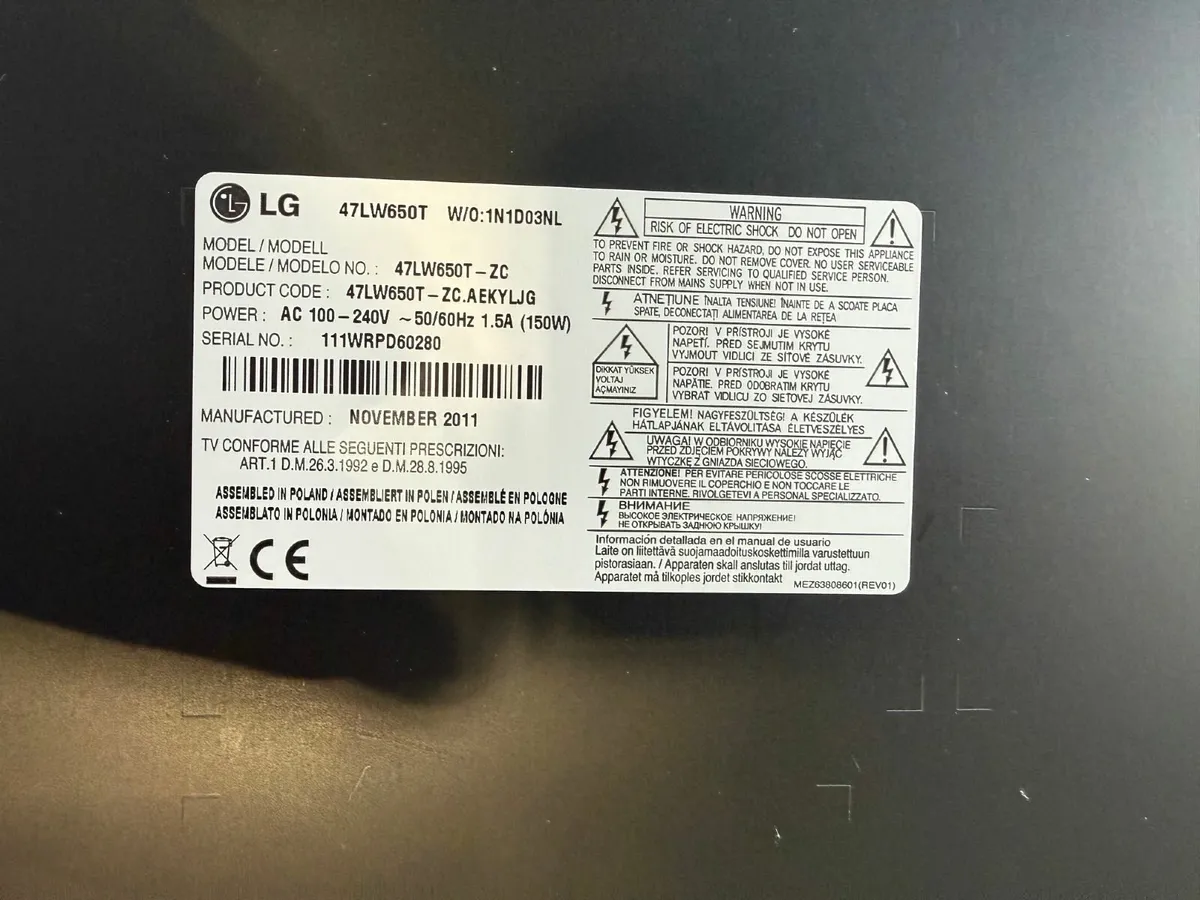 LG 47LW650T W/O:1N1D03NL
MODEL / MODELL
MODELE / MODELO NO. : 47LW650T-ZC
PRODUCT CODE : 47LW650T-ZC.AEKYLJG
POWER : AC 100-240V ~50/60Hz 1.5A (150W)
SERIAL NO. : 111WRPD60280
MANUFACTURED : NOVEMBER 2011
TV CONFORME ALLE SEGUENTI PRESCRIZIONI:
ART.1 D.M.26.3.1992 e D.M.28.8.1995
ASSEMBLED IN POLAND / ASSEMBLIERT IN POLEN / ASSEMBLÉ EN POLOGNE
ASSEMBLATO IN POLONIA / MONTADO EN POLONIA / MONTADO NA POLÓNIA
CE
WARNING
RISK OF ELECTRIC SHOCK DO NOT OPEN
TO PREVENT FIRE OR SHOCK HAZARD, DO NOT EXPOSE THIS APPLIANCE
TO RAIN OR MOISTURE. DO NOT REMOVE COVER. NO USER SERVICEABLE
PARTS INSIDE. REFER SERVICING TO QUALIFIED SERVICE PERSON.
DISCONNECT FROM MAINS SUPPLY WHEN NOT IN USE.
ATNEȚIUNE ÎNALTA TENSIUNE! ÎNAINTE DE A SCOATE PLACA
SPATE, DECONECTAȚI ALIMENTAREA DE LA REȚEA
DIKKAT YÜKSEK
VOLTAJ
AÇMAYINIZ
POZOR! V PŘÍSTROJI JE VYSOKÉ
NAPETÍ. PŘED SEJMUTIM KRYTU
VYJMOUT VIDLICI ZE SÍŤOVÉ ZÁSUVKY.
POZOR! V PRÍSTROJI JE VYSOKÉ
NAPÄTIE. PRED ODOBRATIM KRYTU
VYBRAŤ VIDLICU ZO SIEŤOVEJ ZÁSUVKY.
FIGYELEM! NAGYFESZÜLTSÉG! A KÉSZÜLÉK
HÁTLAPJÁNAK ELTÁVOLITÁSA ÉLETVESZÉLYES
UWAGA! W ODBIORNIKU WYSOKIE NAPIĘCIE
PRZED ZDJĘCIEM POKRYWY NALEŻY WYJĄĆ
WTYCZKĘ Z GNIAZDA SIECIOWEGO.
ATTENZIONE! PER EVITARE PERICOLOSE SCOSSE ELETTRICHE
NON RIMUOVERE IL COPERCHIO E NON TOCCARE LE
PARTI INTERNE. RIVOLGETEVI A PERSONAL SPECIALIZZATO.
ВНИМАНИЕ
ВЫСОКОЕ ЭЛЕКТРИЧЕСКОЕ НАПРЯЖЕНИЕ!
НЕ ОТКРЫВАТЬ ЗАДНЮЮ КРЫШКУ!
Información detallada en el manual de usuario
Laite on liitettävä suojamaadoituskoskettimilla varustettuun
pistorasiaan. / Apparaten skall anslutas till jordat uttag.
Apparatet må tilkoples jordet stikkontakt MEZ63808601(REV01)